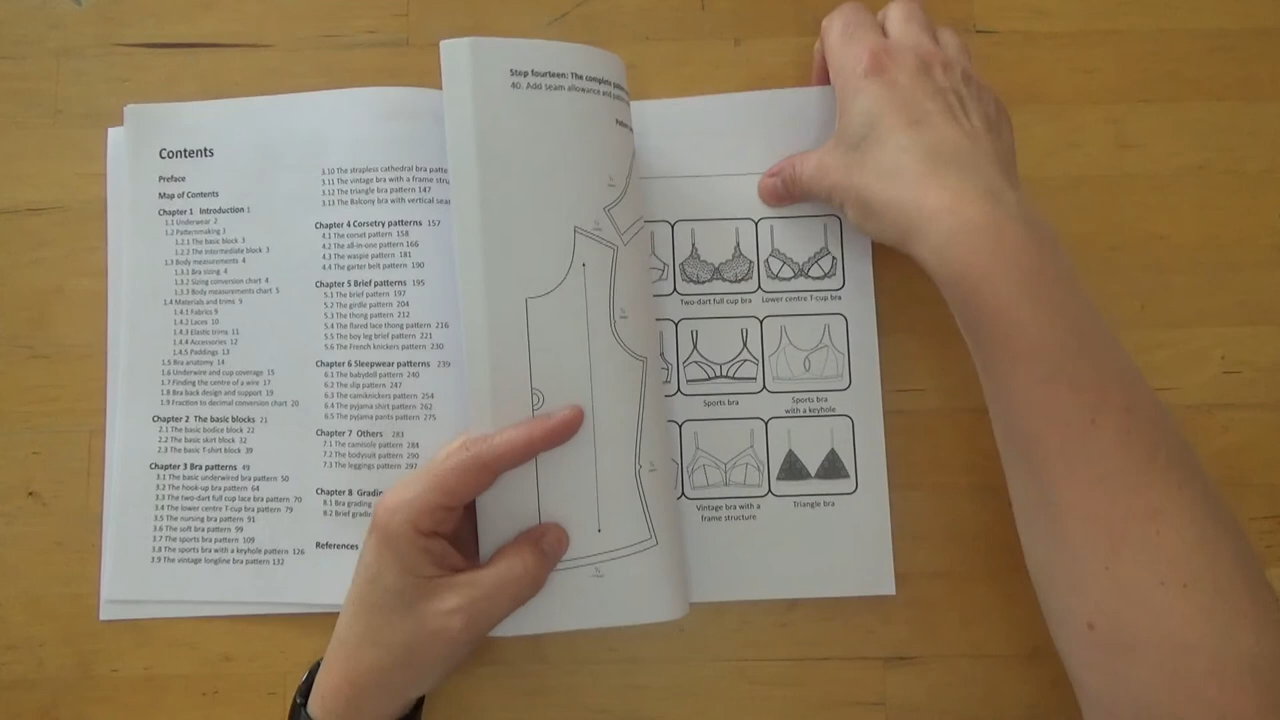 Contents
Preface
Map of Contents
Chapter 1 Introduction 1
1.1 Underwear 2
1.2 Patternmaking 3
1.2.1 The basic block 3
1.2.2 The intermediate block 3
1.3 Body measurements 4
1.3.1 Bra sizing 4
1.3.2 Sizing conversion chart 4
1.3.3 Body measurements chart 5
1.4 Materials and trims 9
1.4.1 Fabrics 9
1.4.2 Laces 10
1.4.3 Elastic trims 11
1.4.4 Accessories 12
1.4.5 Paddings 13
1.5 Bra anatomy 14
1.6 Underwire and cup coverage 15
1.7 Finding the centre of a wire 17
1.8 Bra back design and support 19
1.9 Fraction to decimal conversion chart 20
Chapter 2 The basic blocks 21
2.1 The basic bodice block 22
2.2 The basic skirt block 32
2.3 The basic T-shirt block 39
Chapter 3 Bra patterns 49
3.1 The basic underwired bra pattern 50
3.2 The hook-up bra pattern 64
3.3 The two-dart full cup lace bra pattern 70
3.4 The lower centre T-cup bra pattern 79
3.5 The nursing bra pattern 91
3.6 The soft bra pattern 99
3.7 The sports bra pattern 109
3.8 The sports bra with a keyhole pattern 126
3.9 The vintage longline bra pattern 132
3.10 The strapless cathedral bra patte
3.11 The vintage bra with a frame stru
3.12 The triangle bra pattern 147
3.13 The Balcony bra with vertical sea
Chapter 4 Corsetry patterns 157
4.1 The corset pattern 158
4.2 The all-in-one pattern 166
4.3 The waspie pattern 181
4.4 The garter belt pattern 190
Chapter 5 Brief patterns 195
5.1 The brief pattern 197
5.2 The girdle pattern 204
5.3 The thong pattern 212
5.4 The flared lace thong pattern 216
5.5 The boy leg brief pattern 221
5.6 The French knickers pattern 230
Chapter 6 Sleepwear patterns 239
6.1 The babydoll pattern 240
6.2 The slip pattern 247
6.3 The camiknickers pattern 254
6.4 The pyjama shirt pattern 262
6.5 The pyjama pants pattern 275
Chapter 7 Others 283
7.1 The camisole pattern 284
7.2 The bodysuit pattern 290
7.3 The leggings pattern 297
Chapter 8 Gradin
8.1 Bra grading
8.2 Brief gradin
References
Step fourteen: The complete patte
40. Add seam allowance and
Two-dart full cup bra
Lower centre T-cup bra
Sports bra
Sports bra
with a keyhole
Vintage bra with a
frame structure
Triangle bra